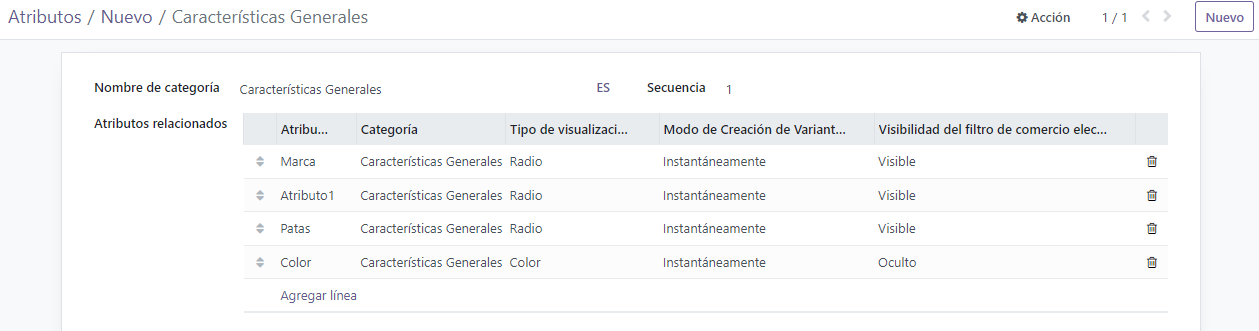 Atributos / Nuevo / Características Generales Acción 1 / 1 Nuevo
Nombre de categoría Características Generales ES Secuencia 1
Atributos relacionados
Atribu... Categoría Tipo de visualizaci... Modo de Creación de Variant... Visibilidad del filtro de comercio elec...
Marca Características Generales Radio Instantáneamente Visible
Atributo1 Características Generales Radio Instantáneamente Visible
Patas Características Generales Radio Instantáneamente Visible
Color Características Generales Color Instantáneamente Oculto
Agregar línea